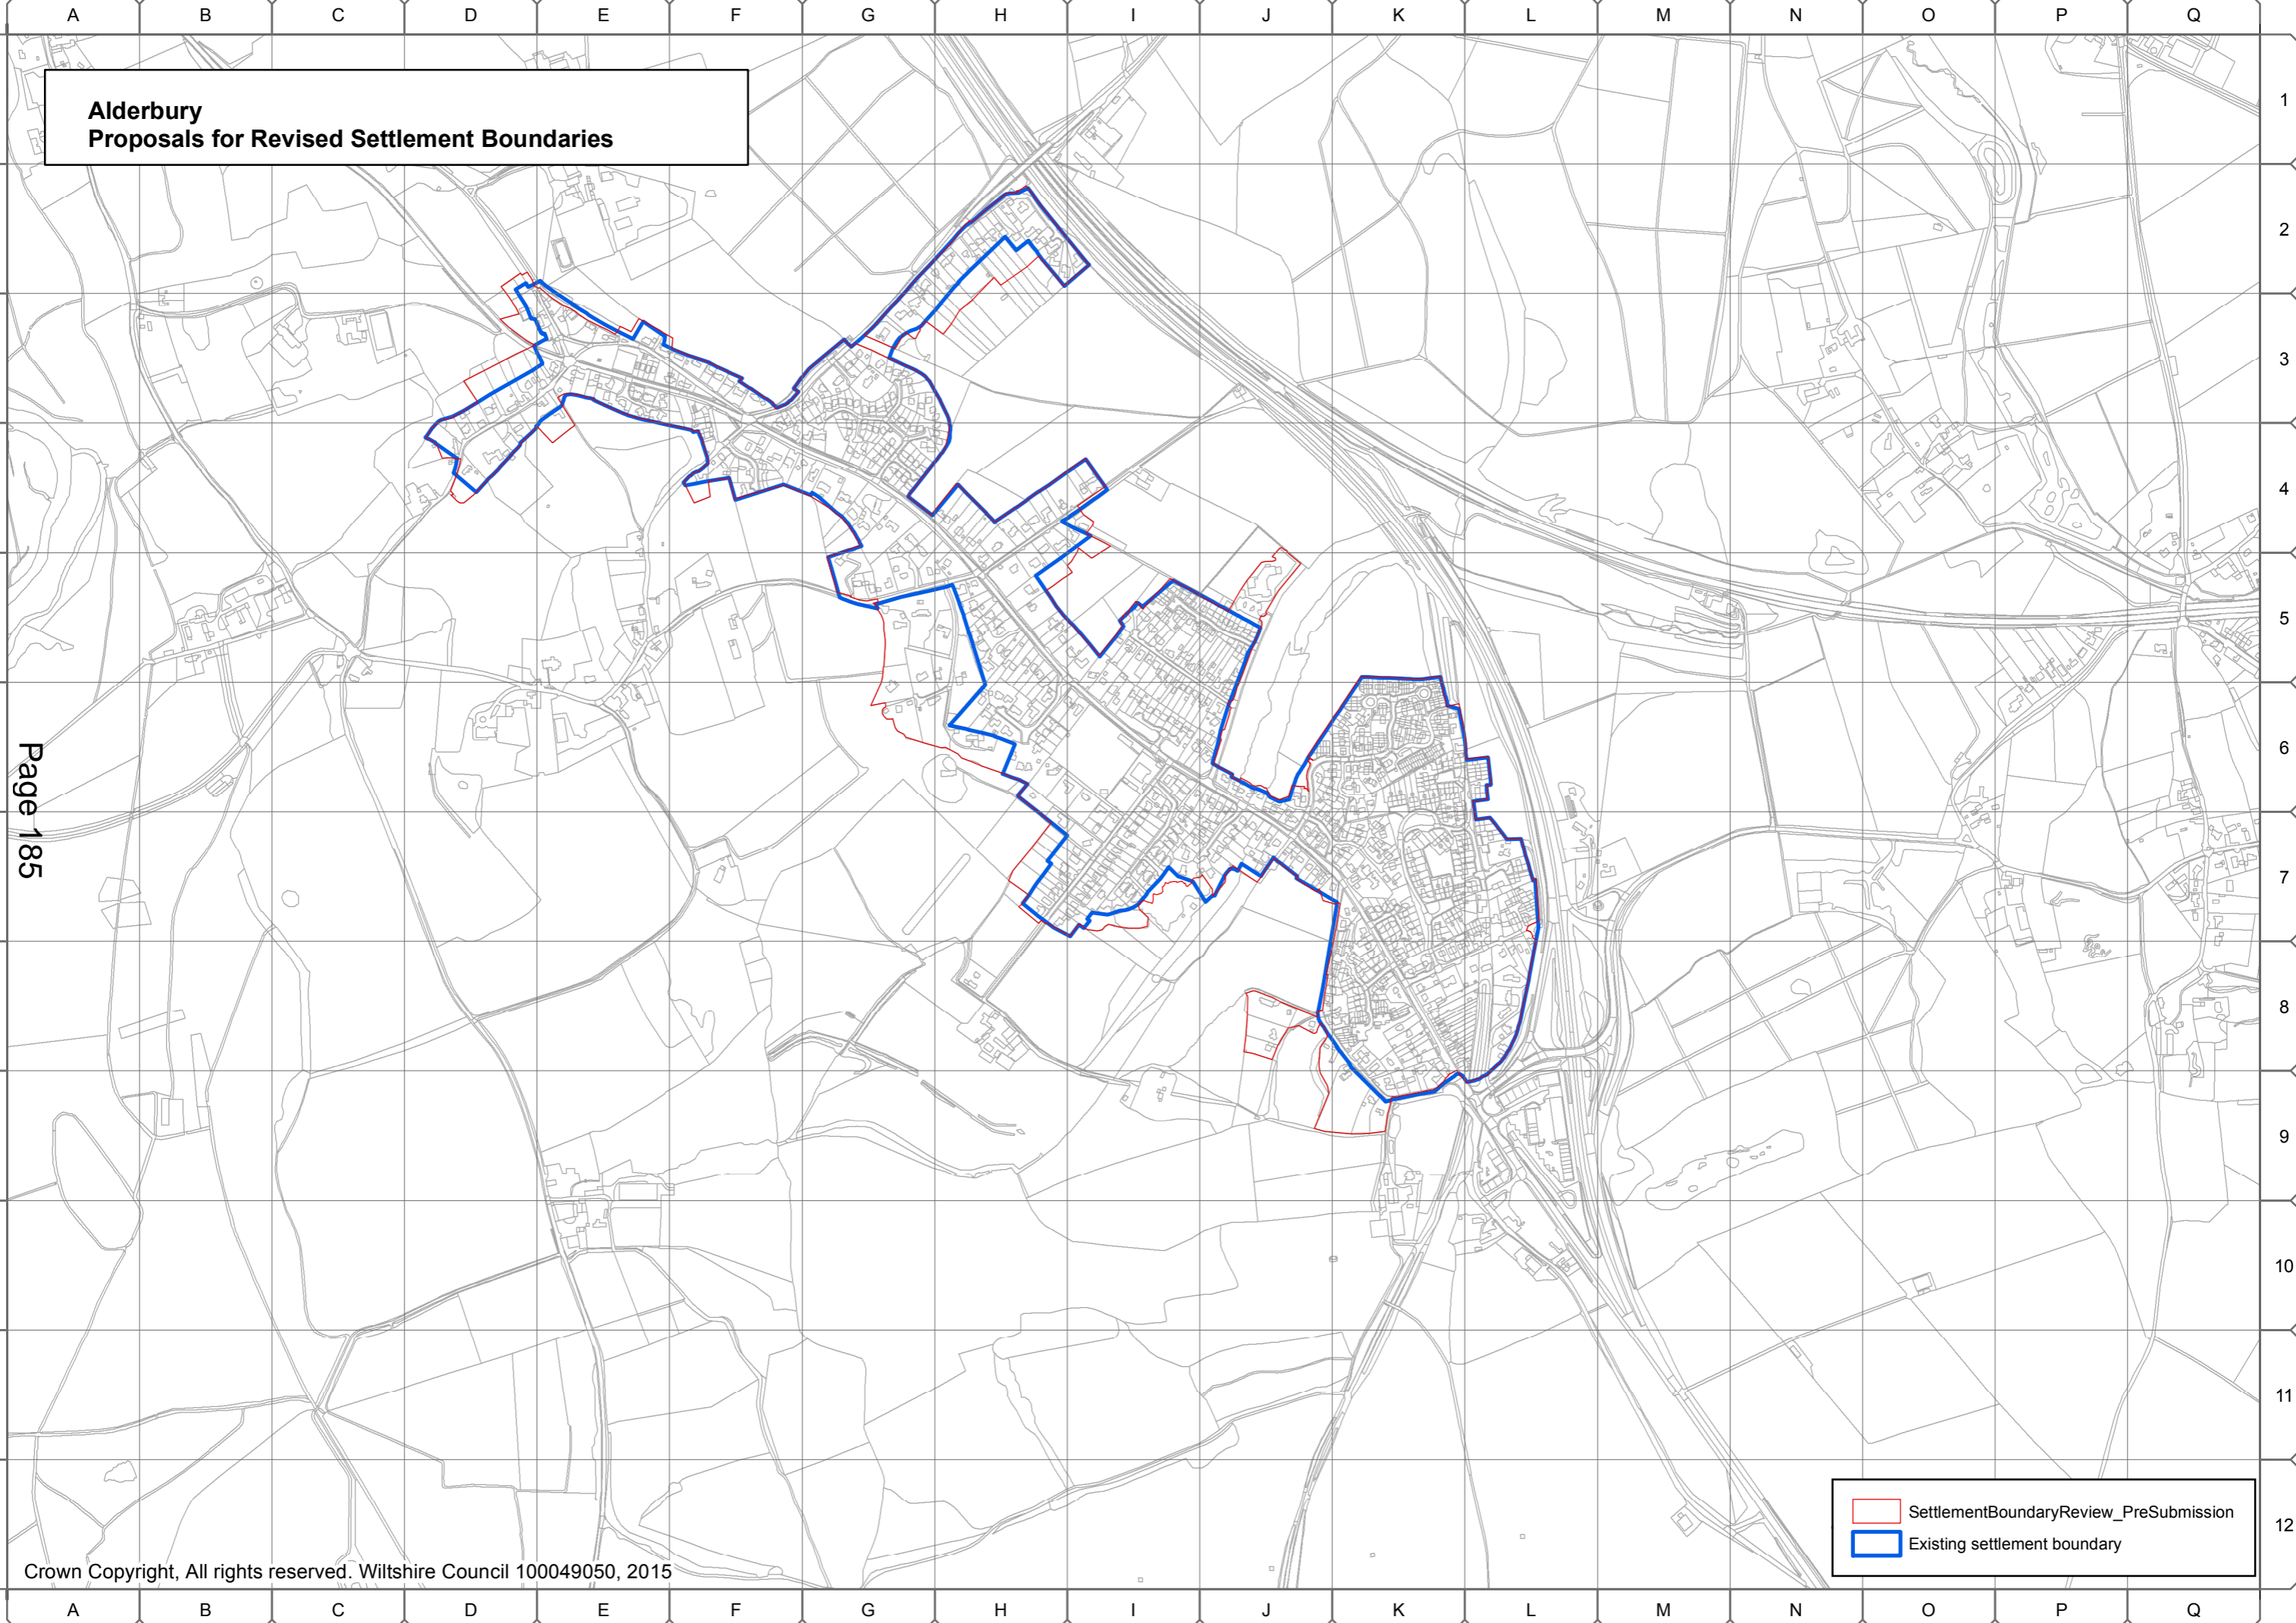 A B C D E F G H I J K L M N O P Q
Alderbury
Proposals for Revised Settlement Boundaries
1
2
3
4
5
6
7
8
9
10
11
12
Page 185
SettlementBoundaryReview_PreSubmission
Existing settlement boundary
Crown Copyright, All rights reserved. Wiltshire Council 100049050, 2015
A B C D E F G H I J K L M N O P Q